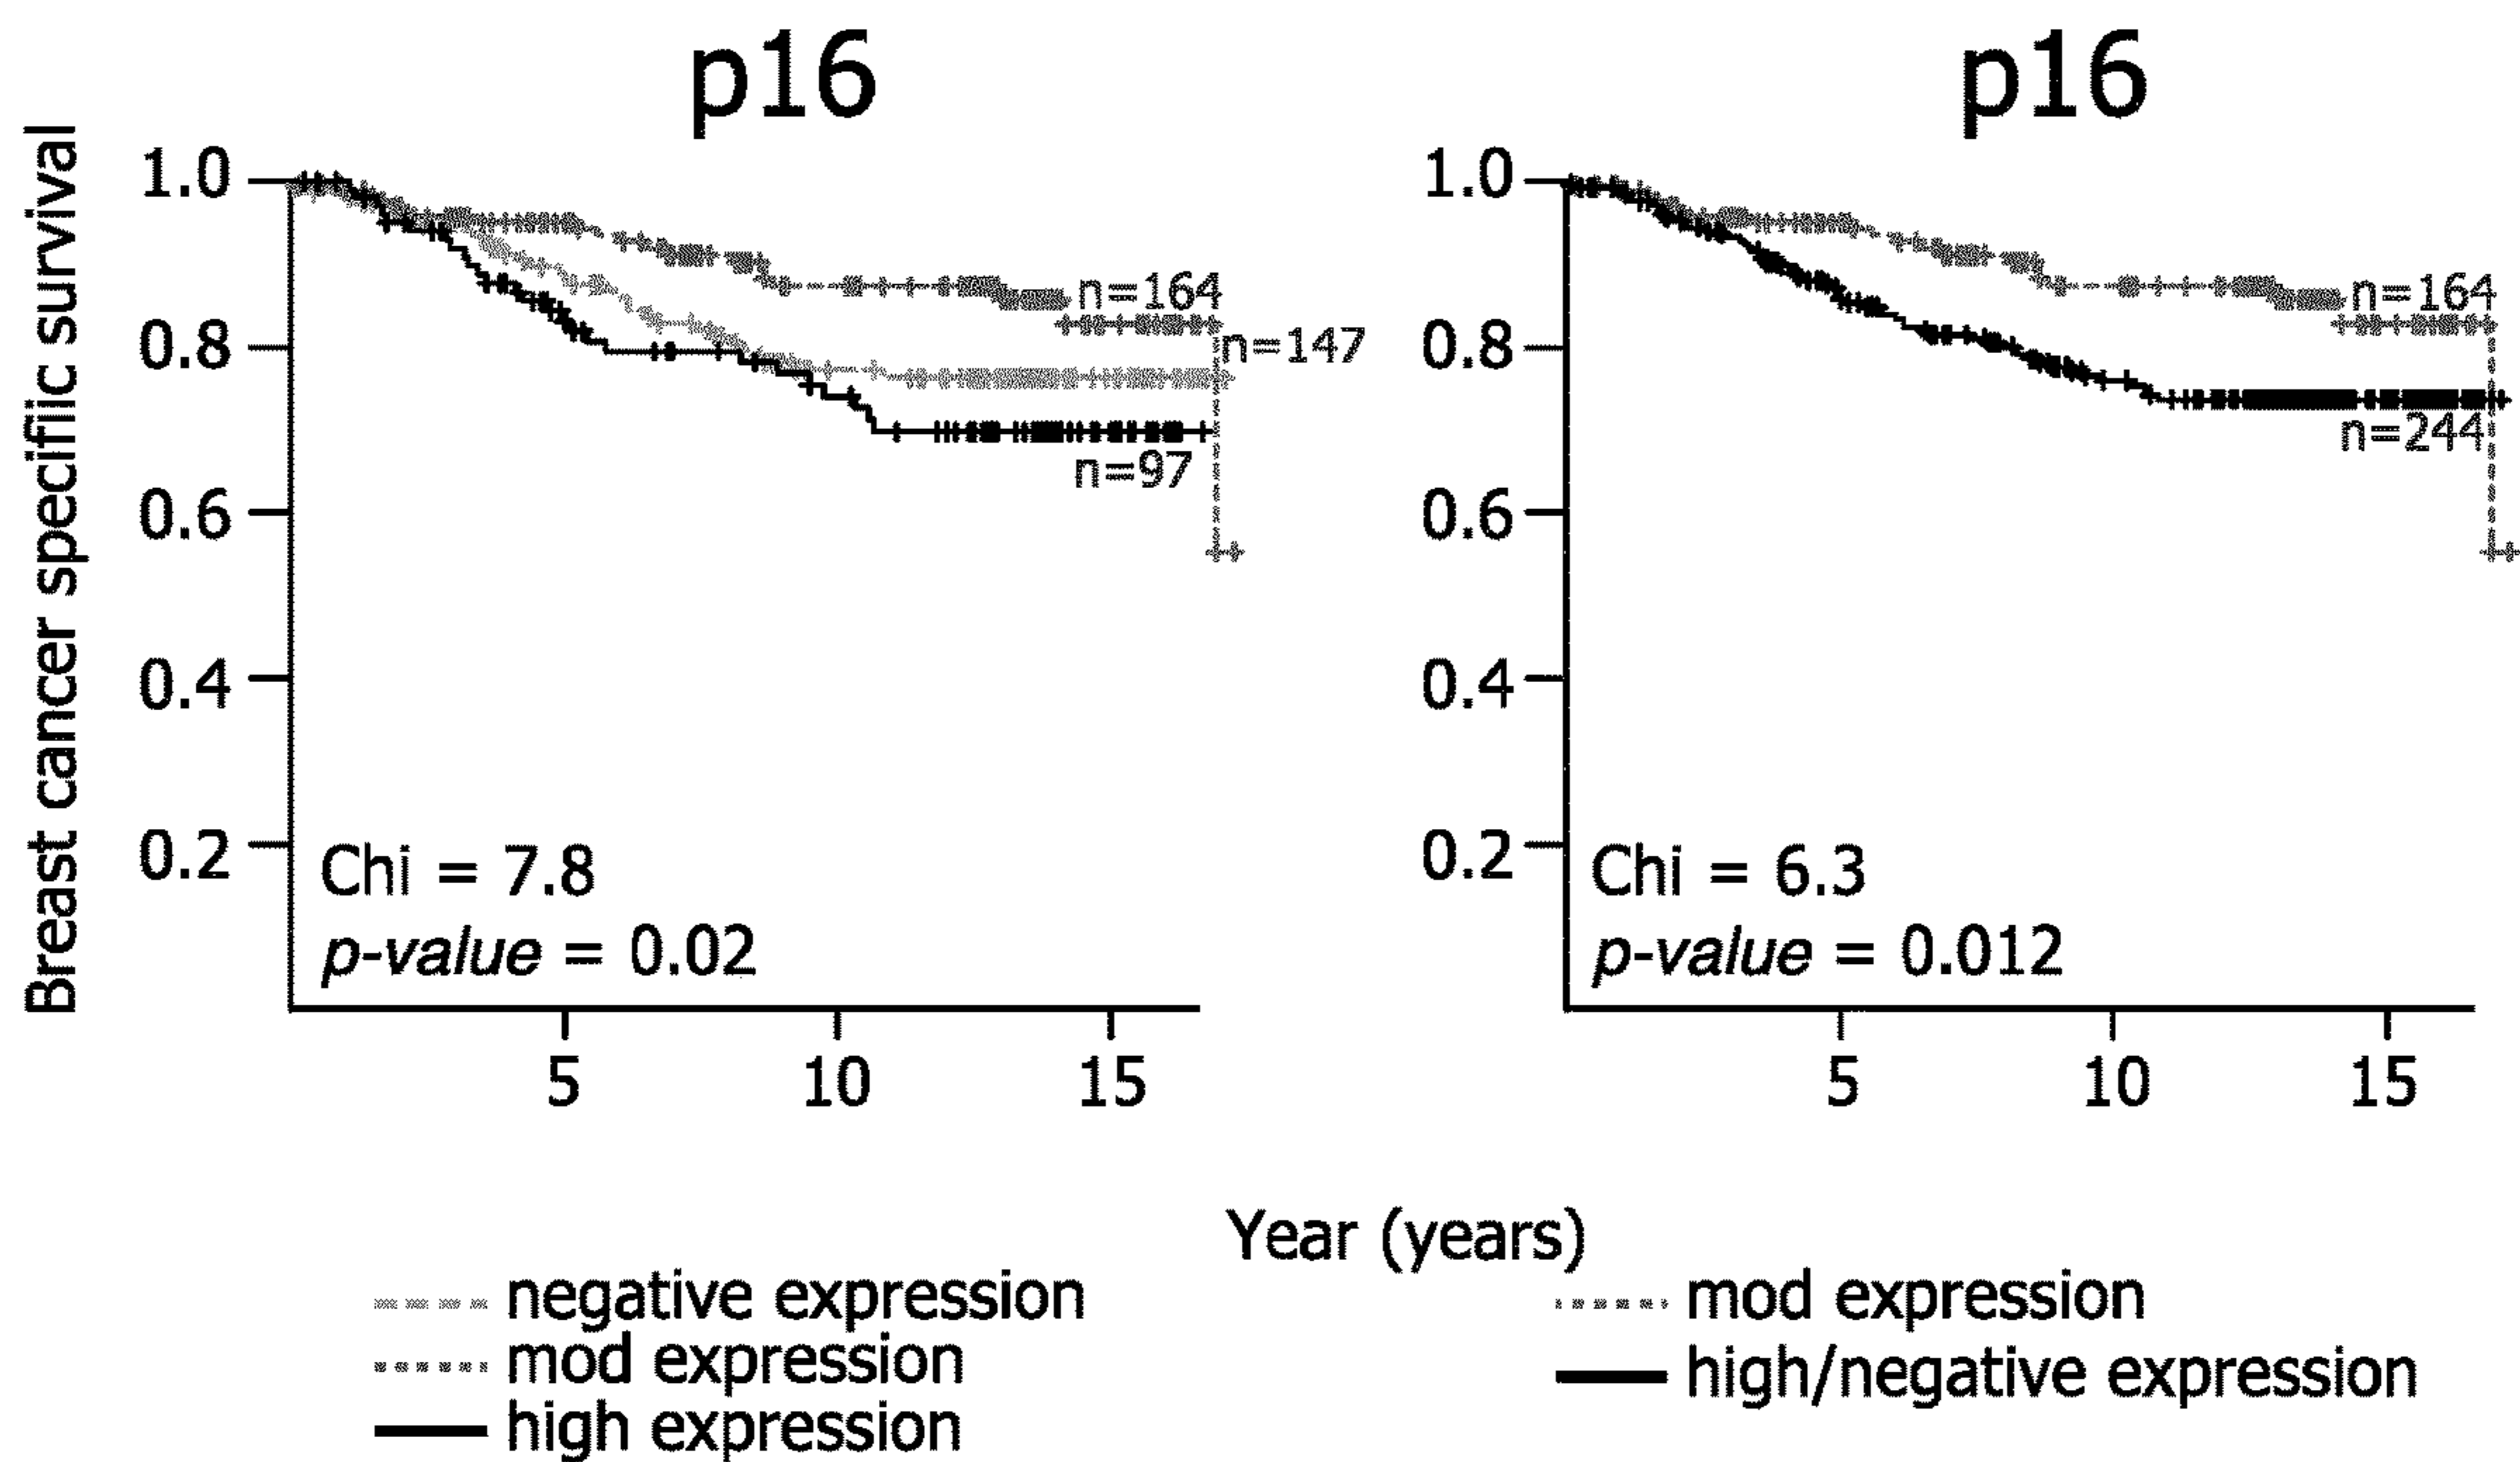 p16
p16
Breast cancer specific survival
1.0
0.8
0.6
0.4
0.2
n=164
n=147
n=97
Chi = 7.8
p-value = 0.02
5
10
15
1.0
0.8
0.6
0.4
0.2
n=164
n=244
Chi = 6.3
p-value = 0.012
5
10
15
Year (years)
negative expression
mod expression
high expression
mod expression
high/negative expression